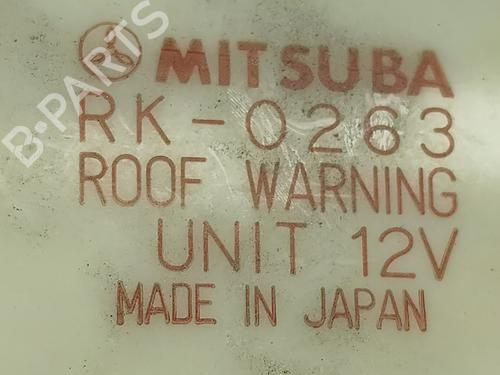 MITSUBA
RK-0263
ROOF WARNING
UNIT 12V
MADE IN JAPAN
B-PARTS